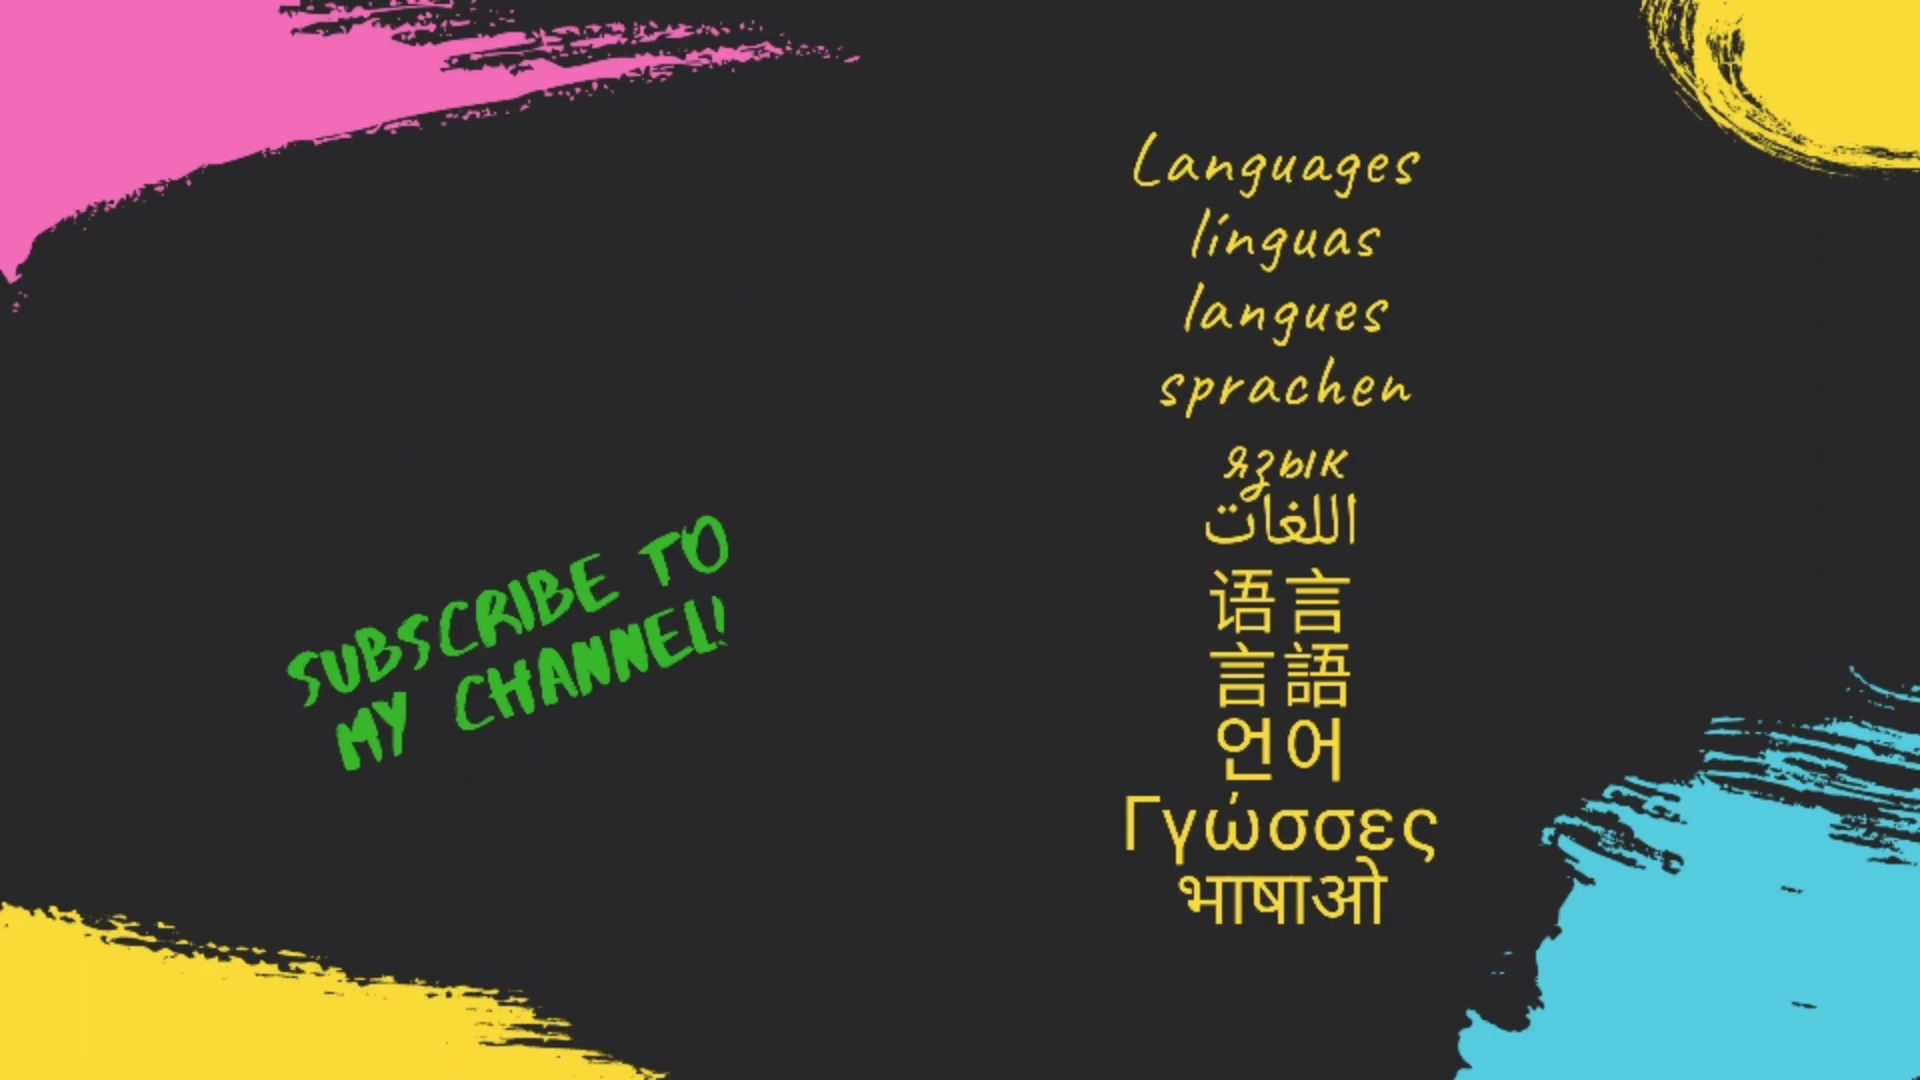 SUBSCRIBE TO
MY CHANNEL!
Languages
línguas
langues
sprachen
язык
اللغات
语言
言語
언어
Γγώσσες
भाषाओ